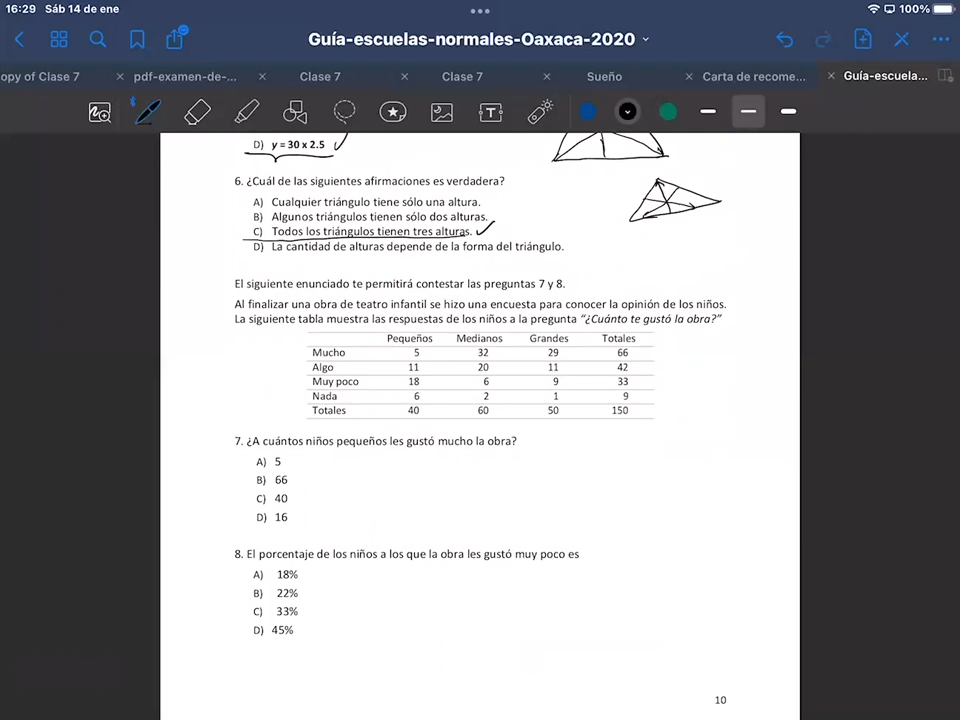 16:29 Sáb 14 de ene 100%
Guía-escuelas-normales-Oaxaca-2020
opy of Clase 7 pdf-examen-de-... Clase 7 Clase 7 Sueño Carta de recome... Guía-escuela...
D) y = 30 x 2.5
6. ¿Cuál de las siguientes afirmaciones es verdadera?
A) Cualquier triángulo tiene sólo una altura.
B) Algunos triángulos tienen sólo dos alturas.
C) Todos los triángulos tienen tres alturas.
D) La cantidad de alturas depende de la forma del triángulo.
El siguiente enunciado te permitirá contestar las preguntas 7 y 8.
Al finalizar una obra de teatro infantil se hizo una encuesta para conocer la opinión de los niños.
La siguiente tabla muestra las respuestas de los niños a la pregunta “¿Cuánto te gustó la obra?”
Pequeños Medianos Grandes Totales
Mucho 5 32 29 66
Algo 11 20 11 42
Muy poco 18 6 9 33
Nada 6 2 1 9
Totales 40 60 50 150
7. ¿A cuántos niños pequeños les gustó mucho la obra?
A) 5
B) 66
C) 40
D) 16
8. El porcentaje de los niños a los que la obra les gustó muy poco es
A) 18%
B) 22%
C) 33%
D) 45%
10